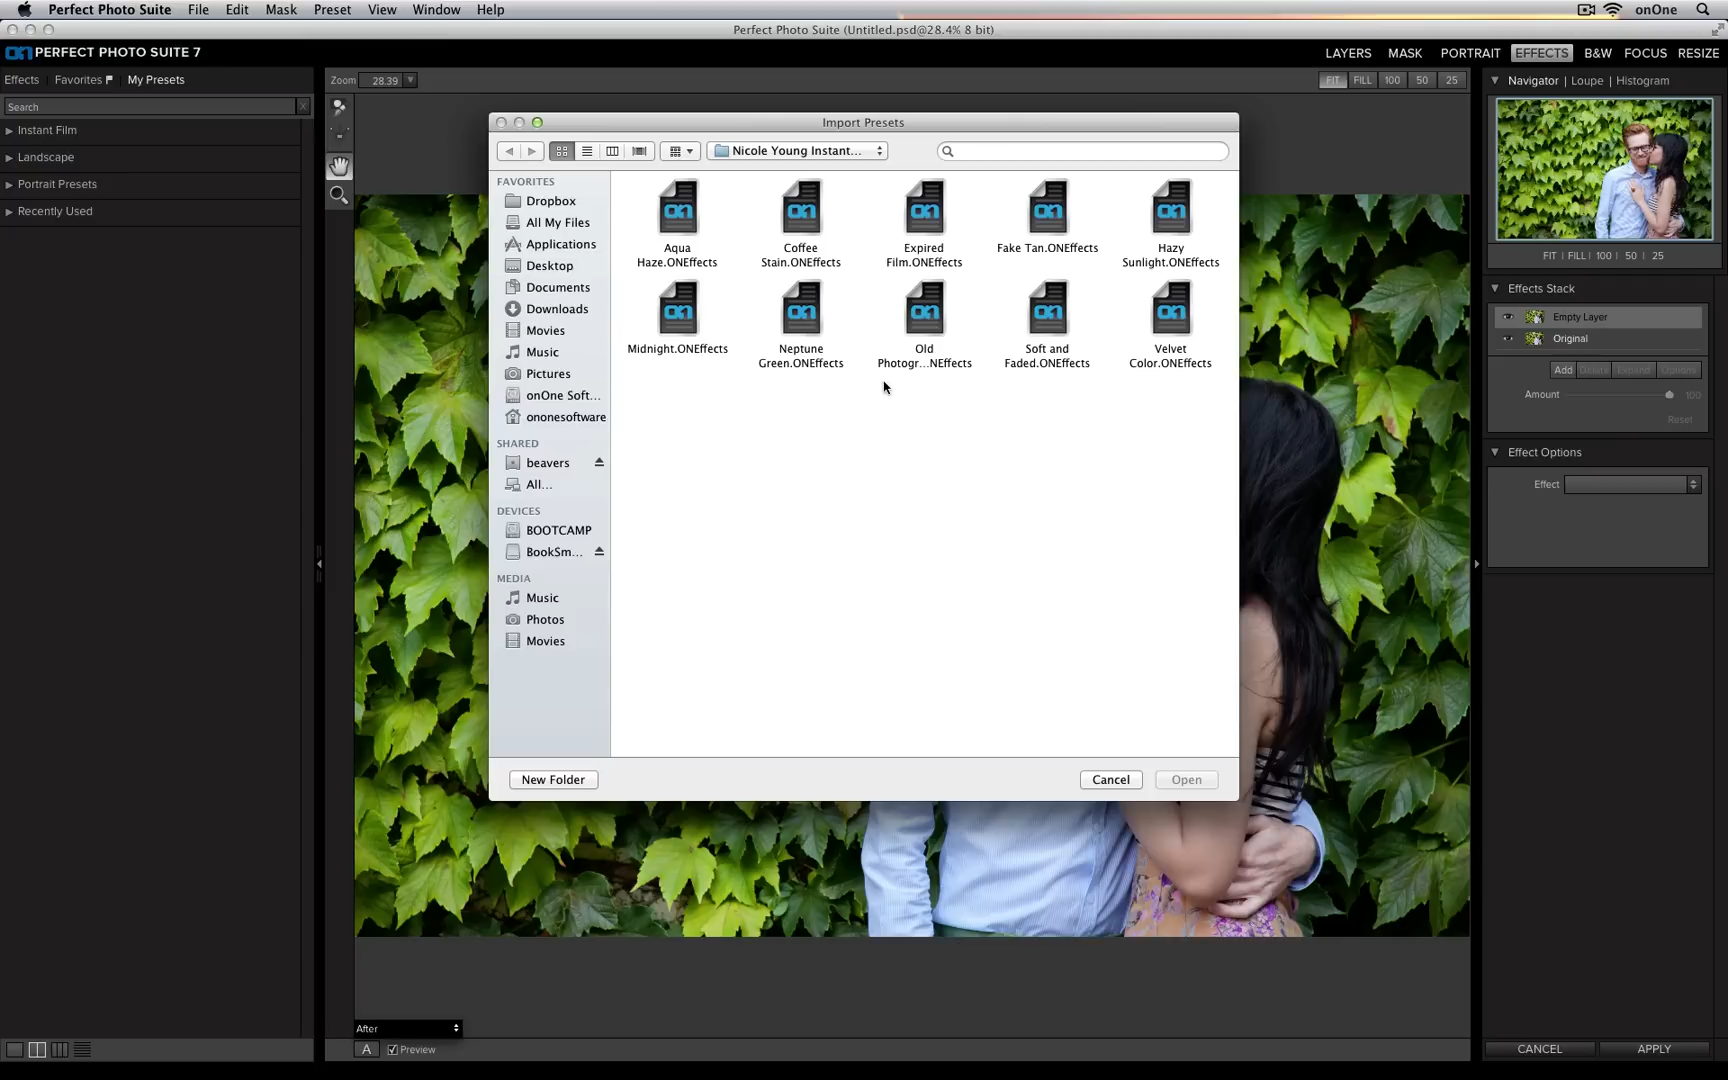 Perfect Photo Suite File Edit Mask Preset View Window Help onOne
Perfect Photo Suite (Untitled.psd@28.4% 8 bit)
on PERFECT PHOTO SUITE 7 LAYERS MASK PORTRAIT EFFECTS B&W FOCUS RESIZE
Effects Favorites My Presets
Search X
Instant Film
Landscape
Portrait Presets
Recently Used
Zoom 28.39 FIT FILL 100 50 25
Import Presets
Nicole Young Instant...
FAVORITES
Dropbox
All My Files
Applications
Desktop
Documents
Downloads
Movies
Music
Pictures
onOne Soft...
ononesoftware
SHARED
beavers
All...
DEVICES
BOOTCAMP
BookSm...
MEDIA
Music
Photos
Movies
Aqua
Haze.ONEffects
Coffee
Stain.ONEffects
Expired
Film.ONEffects
Fake Tan.ONEffects
Hazy
Sunlight.ONEffects
Midnight.ONEffects
Neptune
Green.ONEffects
Old
Photogr...NEffects
Soft and
Faded.ONEffects
Velvet
Color.ONEffects
New Folder Cancel Open
Navigator | Loupe | Histogram
FIT | FILL | 100 | 50 | 25
Effects Stack
Empty Layer
Original
Add Delete Expand Options
Amount 100
Reset
Effect Options
Effect
After
A Preview
CANCEL APPLY